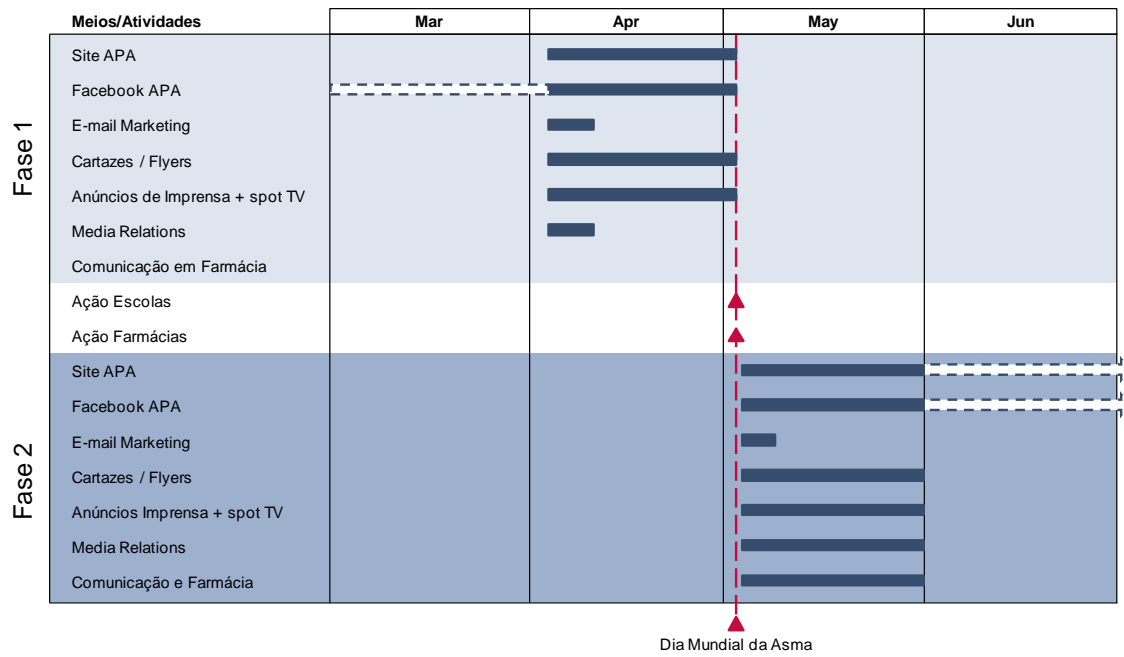 Meios/Atividades Mar Apr May Jun
Fase 1
Site APA
Facebook APA
E-mail Marketing
Cartazes / Flyers
Anúncios de Imprensa + spot TV
Media Relations
Comunicação em Farmácia
Ação Escolas
Ação Farmácias
Fase 2
Site APA
Facebook APA
E-mail Marketing
Cartazes / Flyers
Anúncios Imprensa + spot TV
Media Relations
Comunicação e Farmácia
Dia Mundial da Asma